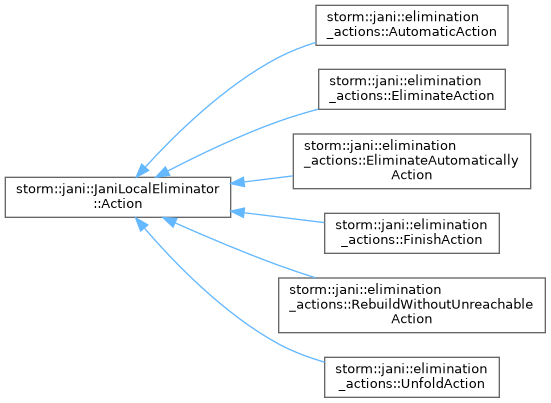 storm::jani::elimination
_actions::AutomaticAction
storm::jani::elimination
_actions::EliminateAction
storm::jani::elimination
_actions::EliminateAutomatically
Action
storm::jani::JaniLocalEliminator
::Action
storm::jani::elimination
_actions::FinishAction
storm::jani::elimination
_actions::RebuildWithoutUnreachable
Action
storm::jani::elimination
_actions::UnfoldAction